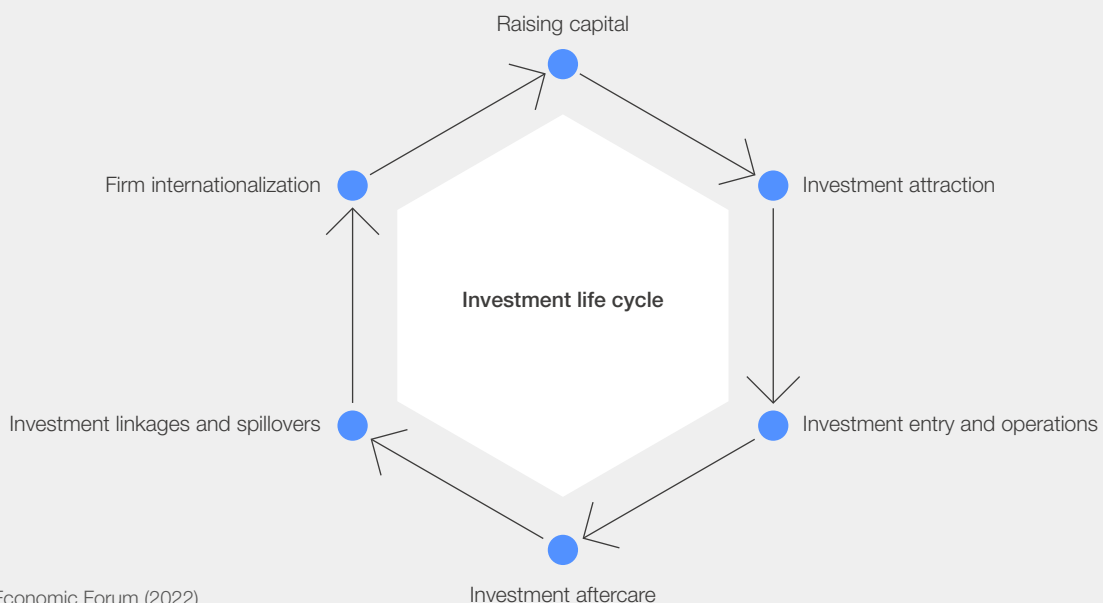 Raising capital
Firm internationalization
Investment attraction
Investment life cycle
Investment linkages and spillovers
Investment entry and operations
Investment aftercare
Economic Forum (2022)